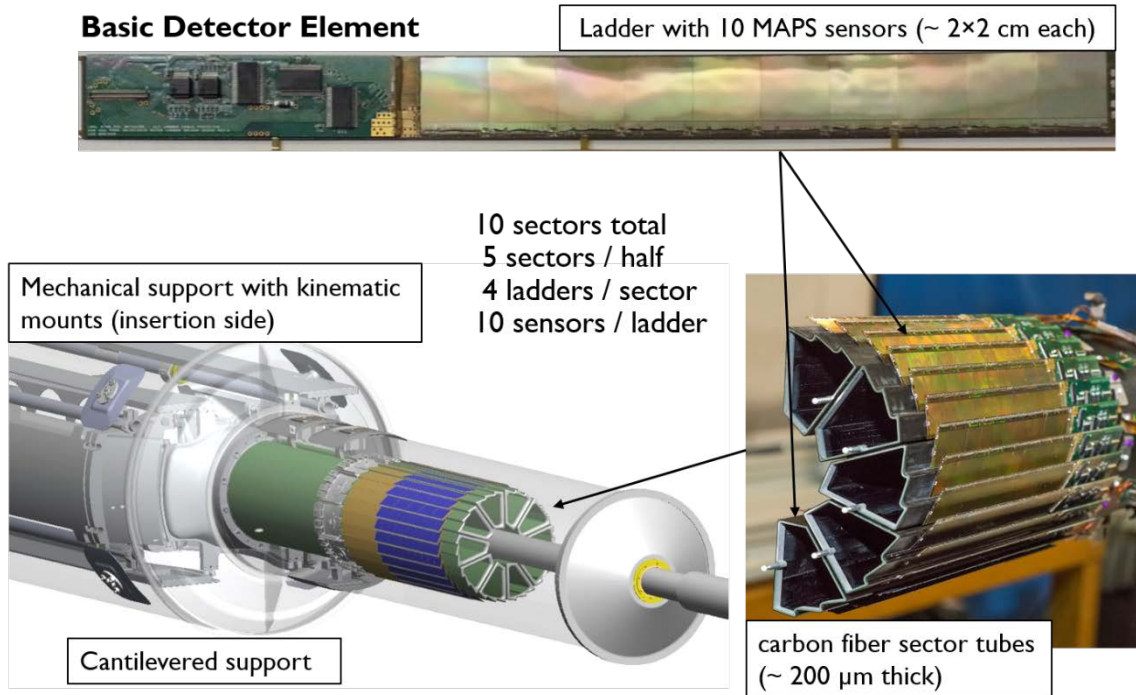 Basic Detector Element
Ladder with 10 MAPS sensors (~ 2×2 cm each)
10 sectors total
5 sectors / half
4 ladders / sector
10 sensors / ladder
Mechanical support with kinematic
mounts (insertion side)
Cantilevered support
carbon fiber sector tubes
(~ 200 µm thick)